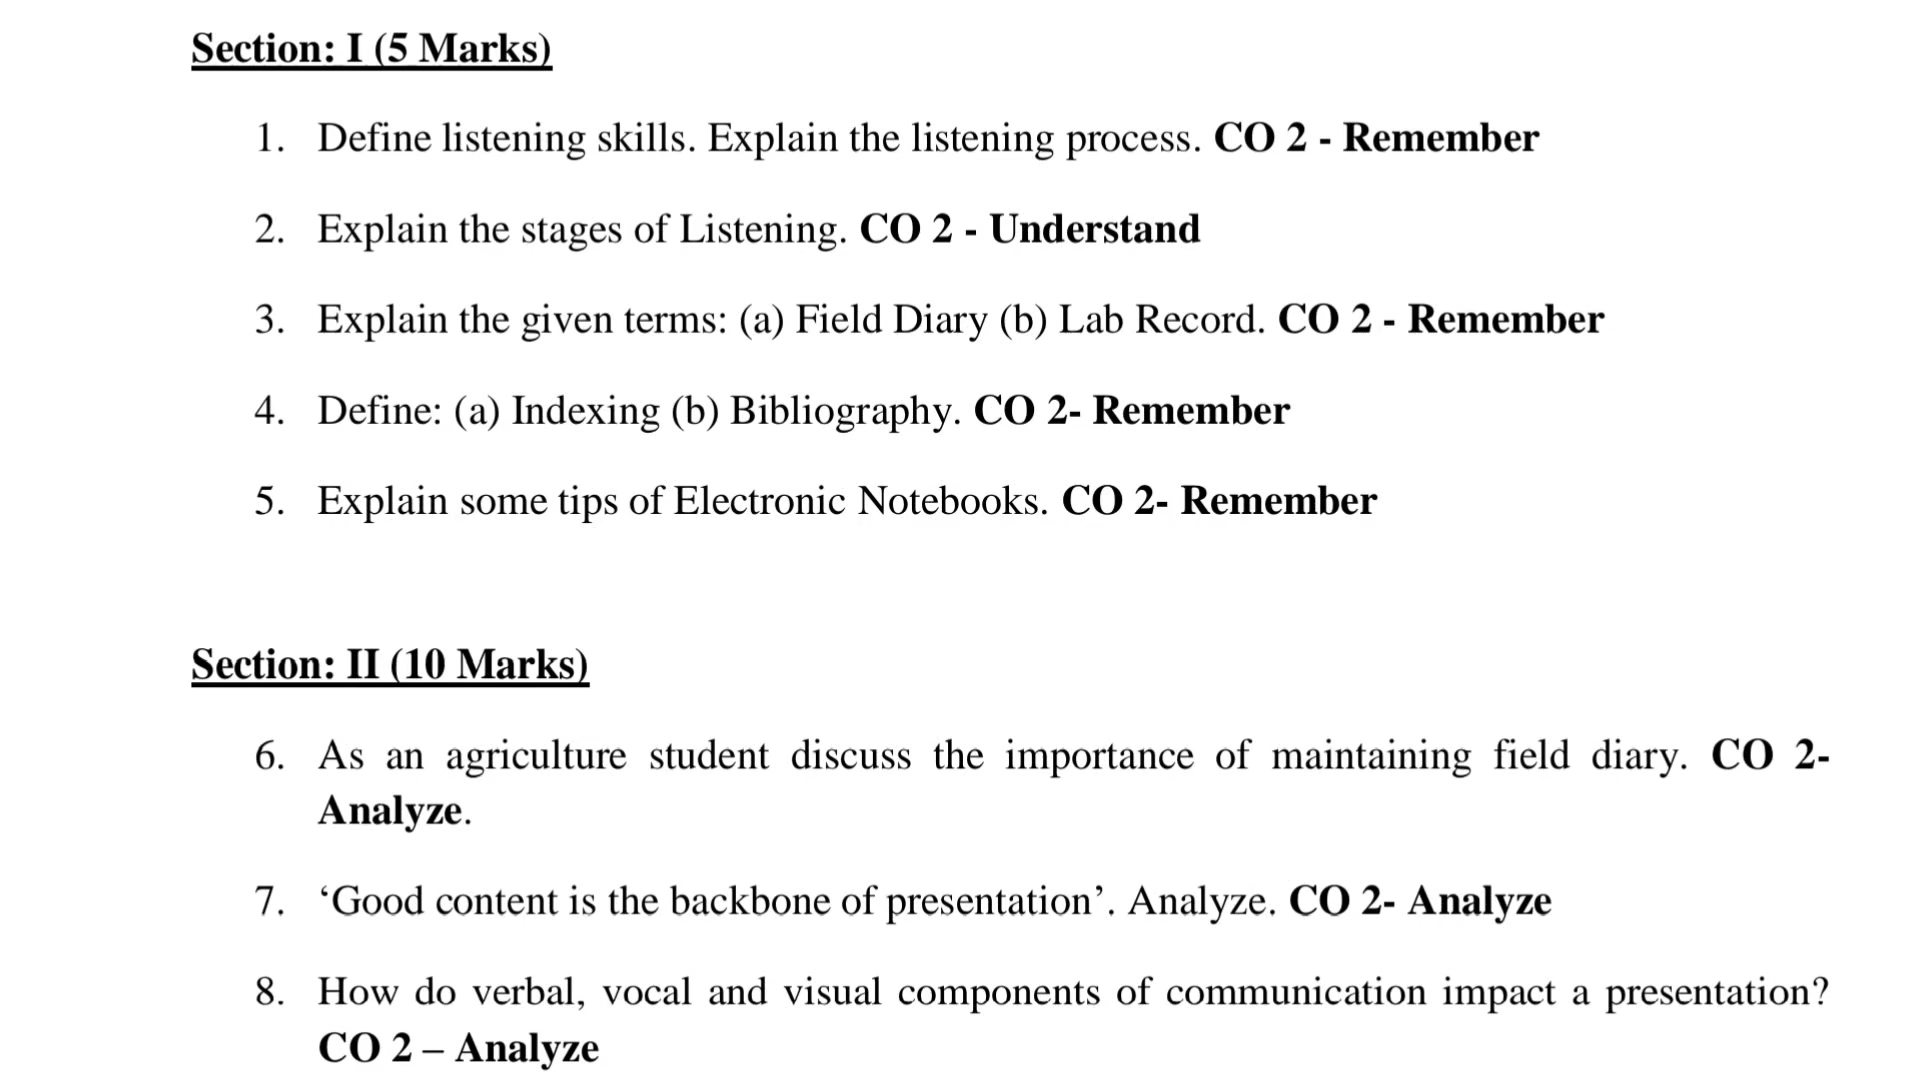 Section: I (5 Marks)
1. Define listening skills. Explain the listening process. CO 2 - Remember
2. Explain the stages of Listening. CO 2 - Understand
3. Explain the given terms: (a) Field Diary (b) Lab Record. CO 2 - Remember
4. Define: (a) Indexing (b) Bibliography. CO 2- Remember
5. Explain some tips of Electronic Notebooks. CO 2- Remember
Section: II (10 Marks)
6. As an agriculture student discuss the importance of maintaining field diary. CO 2-
Analyze.
7. ‘Good content is the backbone of presentation’. Analyze. CO 2- Analyze
8. How do verbal, vocal and visual components of communication impact a presentation?
CO 2 – Analyze